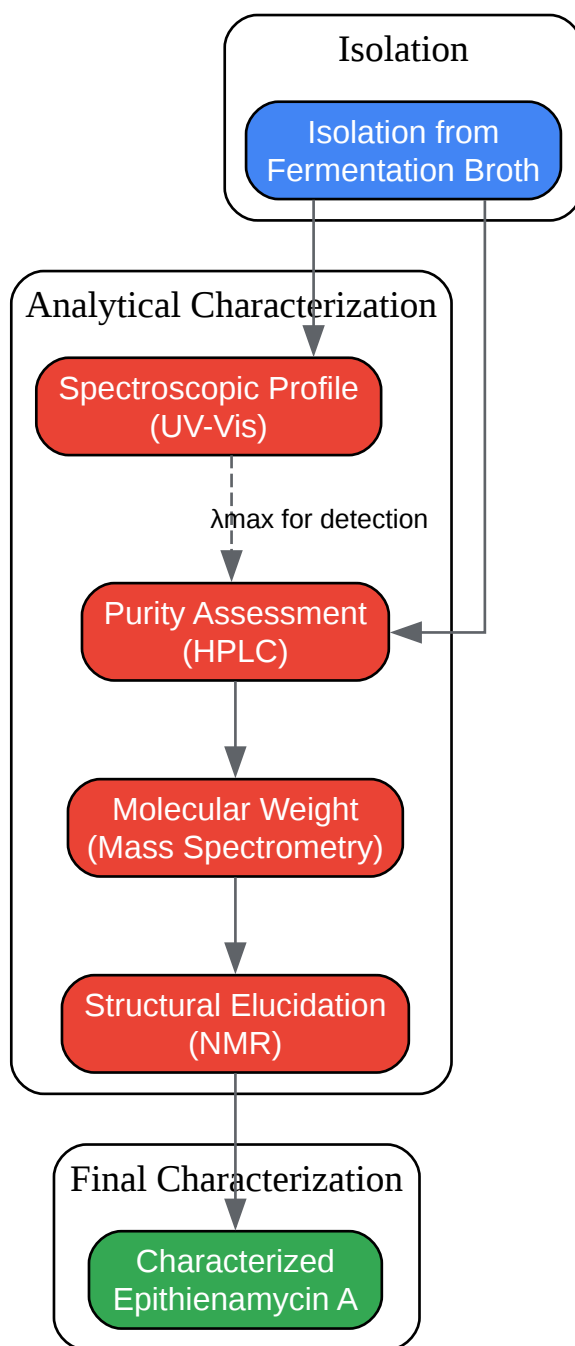 Isolation
Isolation from
Fermentation Broth
Analytical Characterization
Spectroscopic Profile
(UV-Vis)
λmax for detection
Purity Assessment
(HPLC)
Molecular Weight
(Mass Spectrometry)
Structural Elucidation
(NMR)
Final Characterization
Characterized
Epithienamycin A